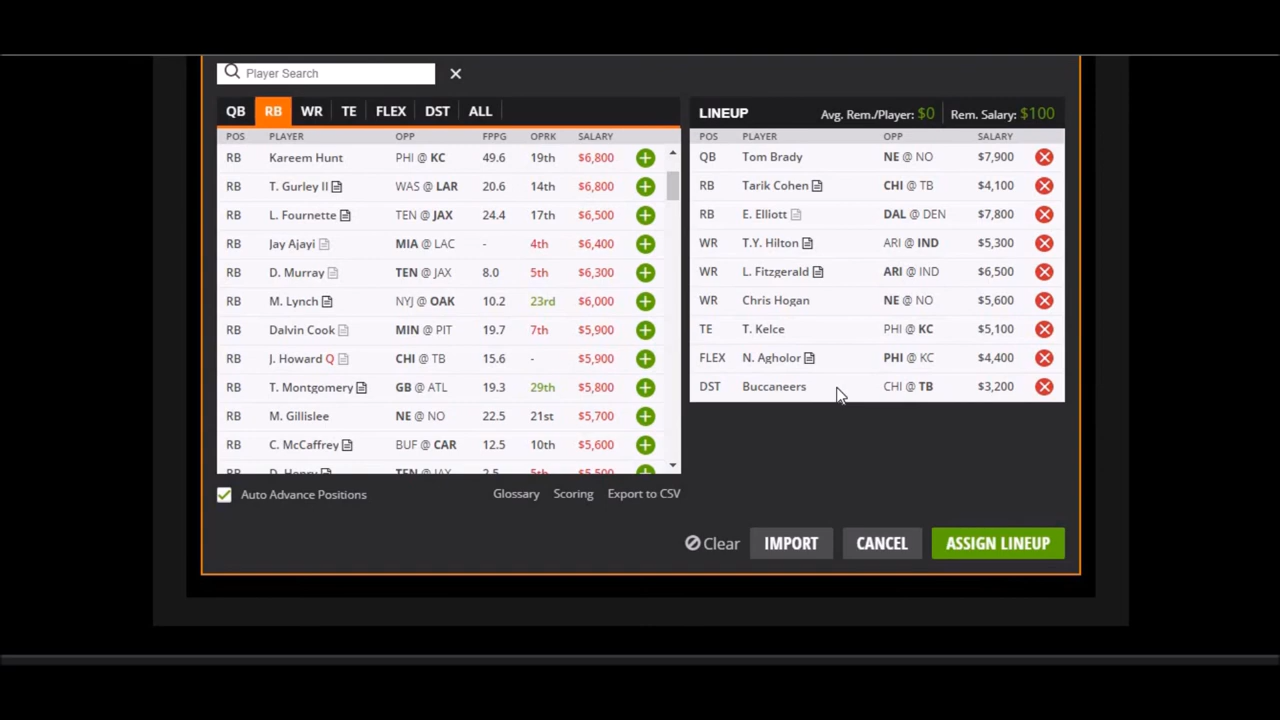 Player Search
QB RB WR TE FLEX DST ALL
POS PLAYER OPP FPPG OPRK SALARY
RB Kareem Hunt PHI @ KC 49.6 19th $6,800
RB T. Gurley II WAS @ LAR 20.6 14th $6,800
RB L. Fournette TEN @ JAX 24.4 17th $6,500
RB Jay Ajayi MIA @ LAC - 4th $6,400
RB D. Murray TEN @ JAX 8.0 5th $6,300
RB M. Lynch NYJ @ OAK 10.2 23rd $6,000
RB Dalvin Cook MIN @ PIT 19.7 7th $5,900
RB J. Howard Q CHI @ TB 15.6 - $5,900
RB T. Montgomery GB @ ATL 19.3 29th $5,800
RB M. Gillislee NE @ NO 22.5 21st $5,700
RB C. McCaffrey BUF @ CAR 12.5 10th $5,600
RB D. Henry TEN @ JAX 2.5 5th $5,500
Auto Advance Positions
Glossary Scoring Export to CSV
LINEUP Avg. Rem./Player: $0 Rem. Salary: $100
POS PLAYER OPP SALARY
QB Tom Brady NE @ NO $7,900
RB Tarik Cohen CHI @ TB $4,100
RB E. Elliott DAL @ DEN $7,800
WR T.Y. Hilton ARI @ IND $5,300
WR L. Fitzgerald ARI @ IND $6,500
WR Chris Hogan NE @ NO $5,600
TE T. Kelce PHI @ KC $5,100
FLEX N. Agholor PHI @ KC $4,400
DST Buccaneers CHI @ TB $3,200
Clear IMPORT CANCEL ASSIGN LINEUP